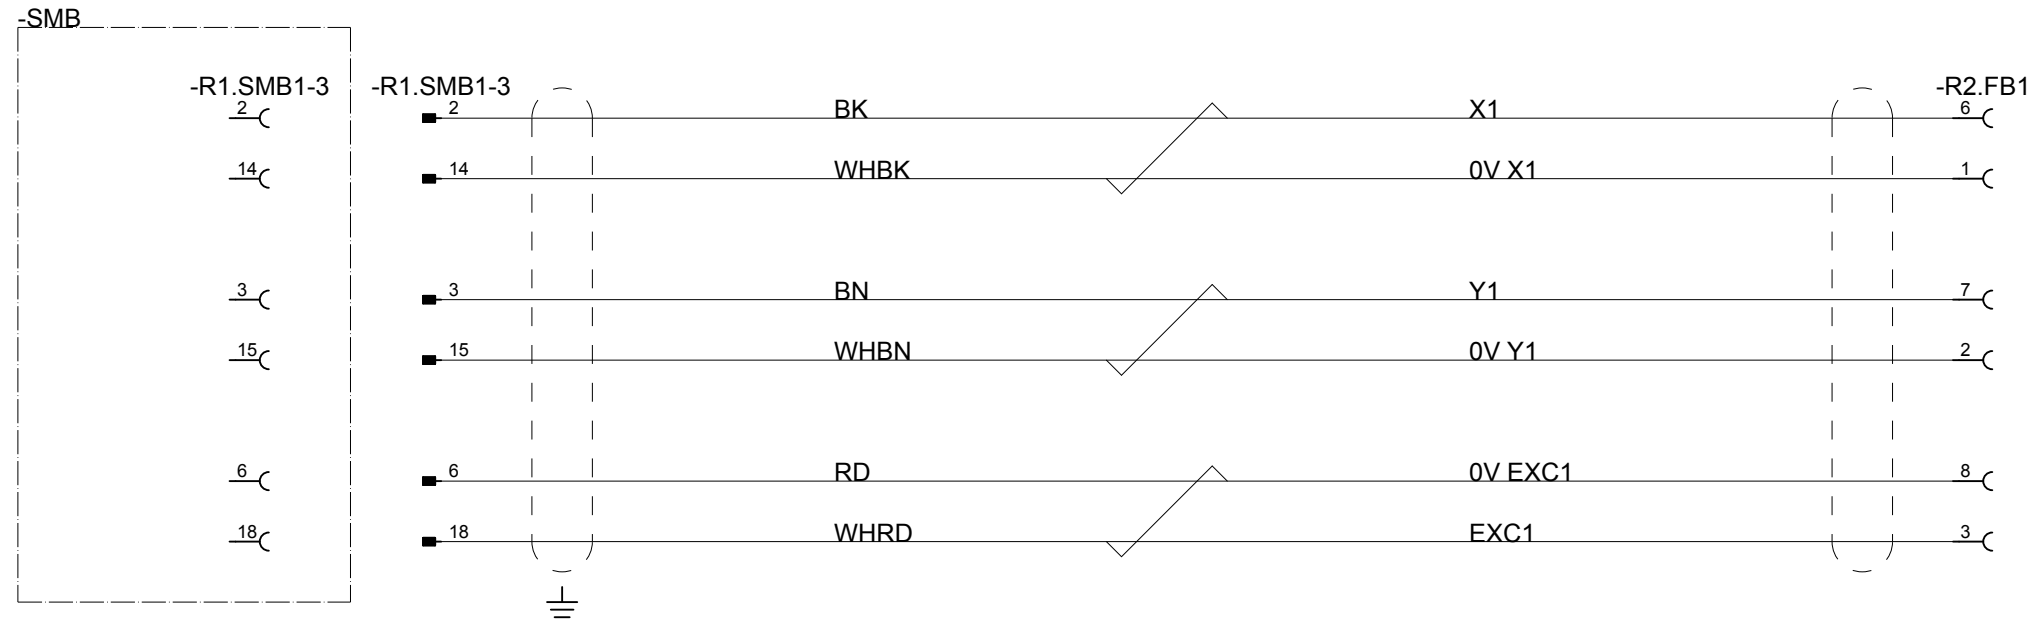 -SMB
-R1.SMB1-3 -R1.SMB1-3 -R2.FB1
2 2 BK X1 6
14 14 WHBK 0V X1 1
3 3 BN Y1 7
15 15 WHBN 0V Y1 2
6 6 RD 0V EXC1 8
18 18 WHRD EXC1 3